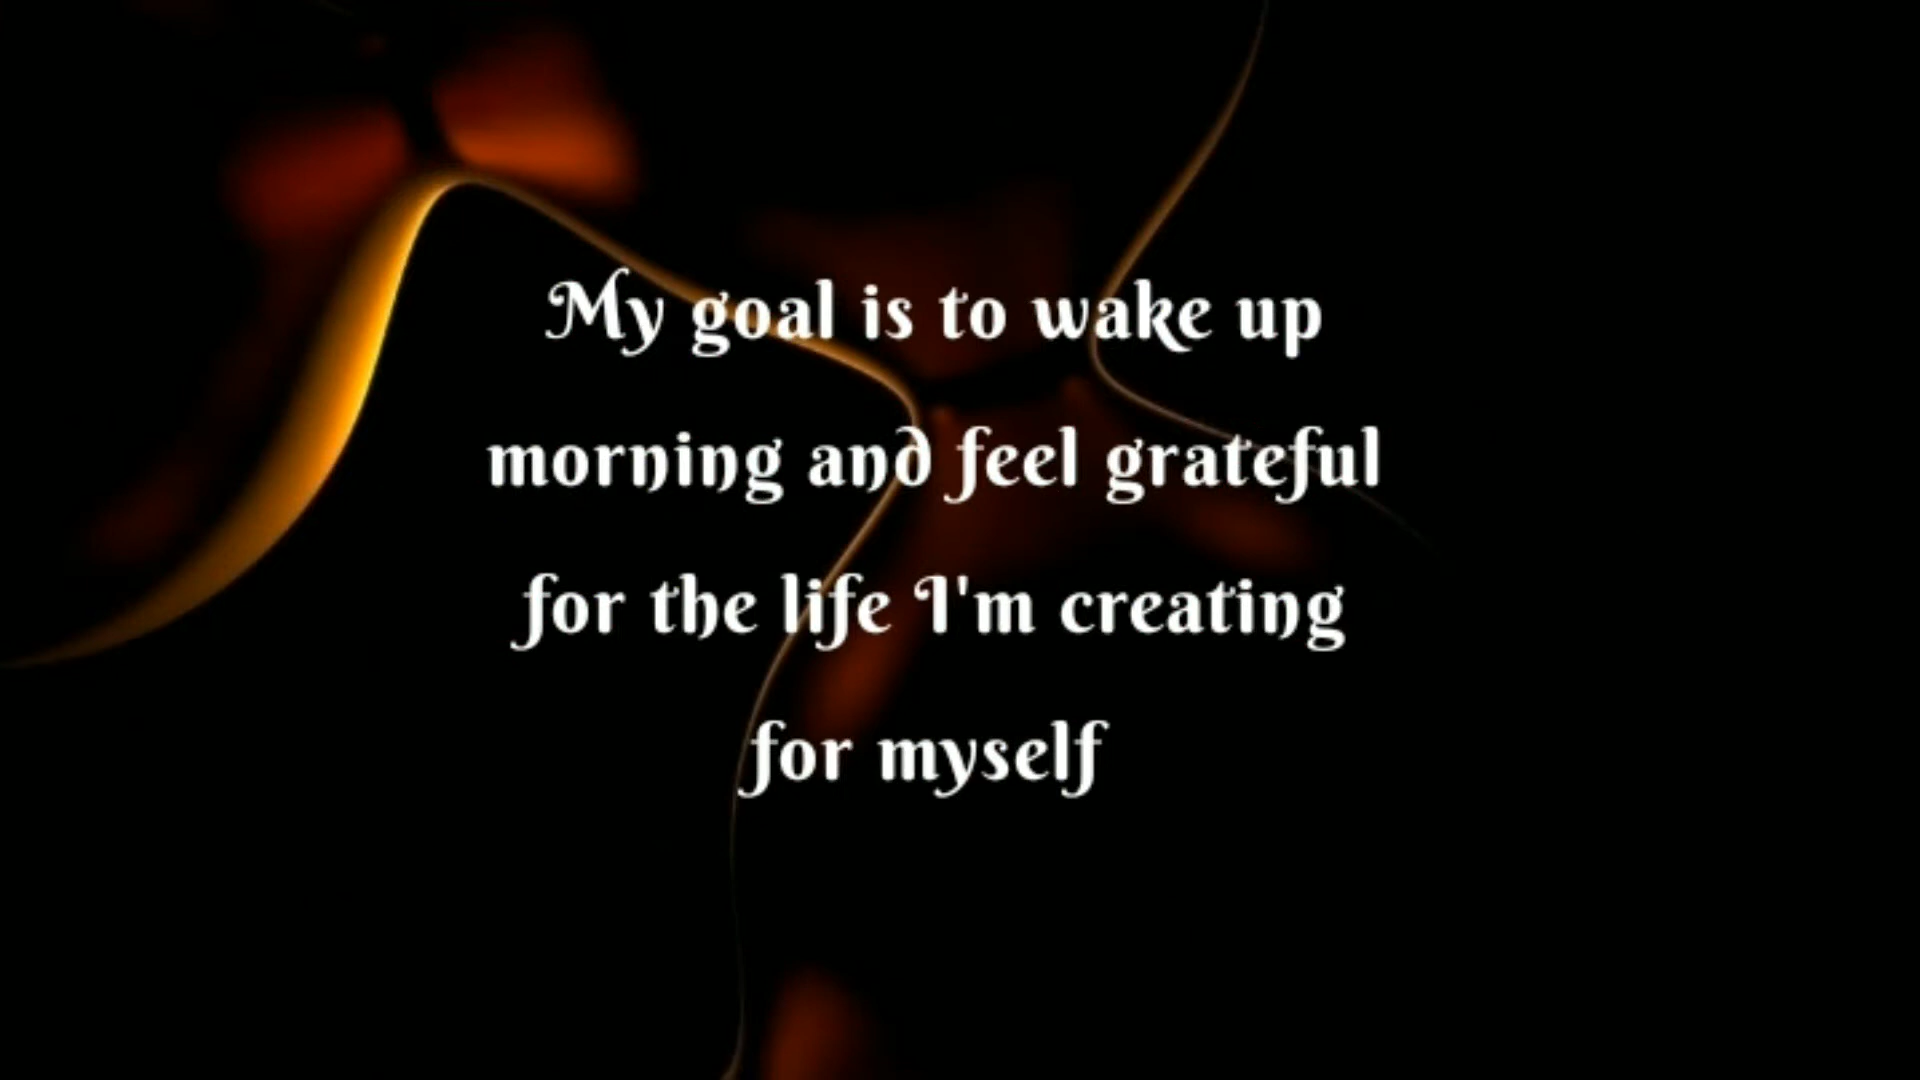 My goal is to wake up
morning and feel grateful
for the life I'm creating
for myself